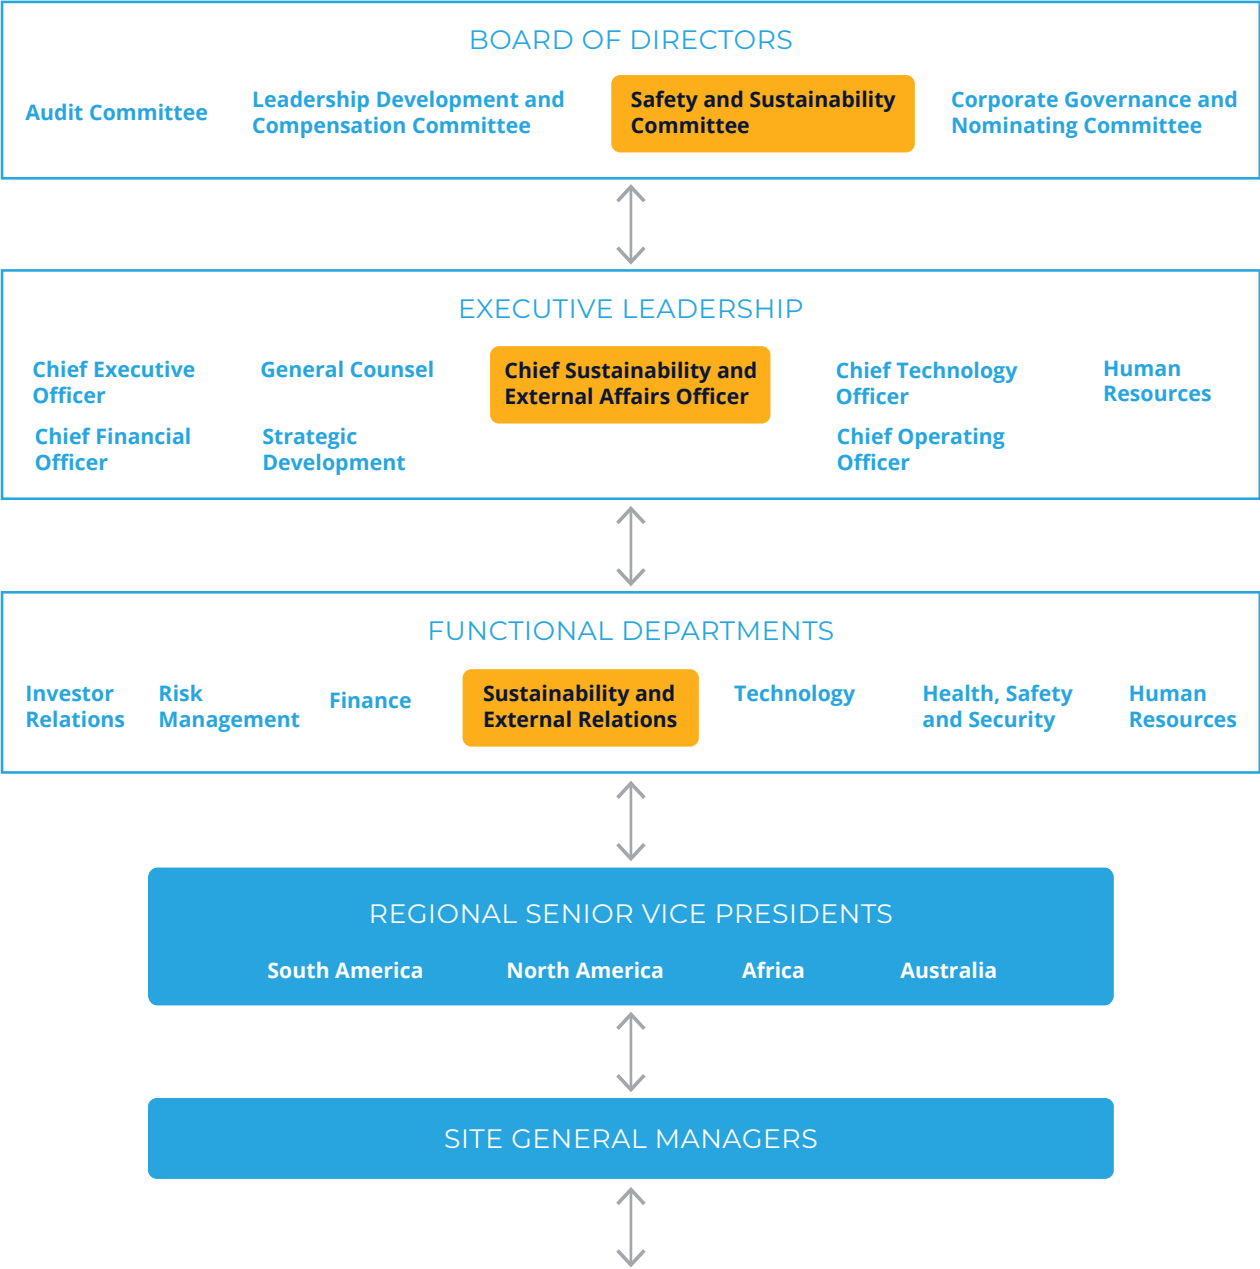 BOARD OF DIRECTORS
Audit Committee
Leadership Development and
Compensation Committee
Safety and Sustainability
Committee
Corporate Governance and
Nominating Committee
EXECUTIVE LEADERSHIP
Chief Executive
Officer
General Counsel
Chief Sustainability and
External Affairs Officer
Chief Technology
Officer
Human
Resources
Chief Financial
Officer
Strategic
Development
Chief Operating
Officer
FUNCTIONAL DEPARTMENTS
Investor
Relations
Risk
Management
Finance
Sustainability and
External Relations
Technology
Health, Safety
and Security
Human
Resources
REGIONAL SENIOR VICE PRESIDENTS
South America
North America
Africa
Australia
SITE GENERAL MANAGERS